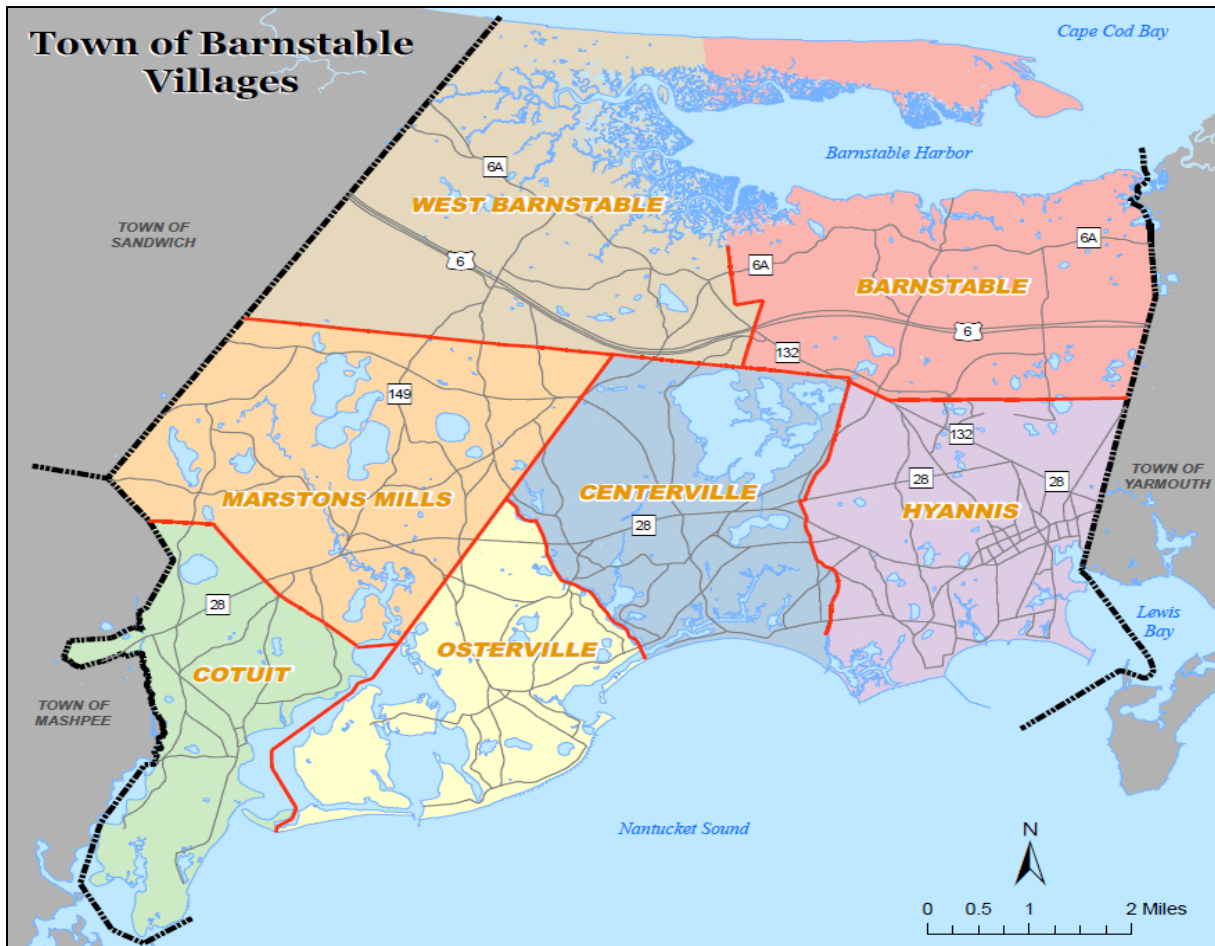 Town of Barnstable
Villages
Cape Cod Bay
Barnstable Harbor
6A
WEST BARNSTABLE
TOWN OF
SANDWICH
6
6A
6A
BARNSTABLE
6
132
149
132
MARSTONS MILLS
CENTERVILLE
28
28
28
HYANNIS
TOWN OF
YARMOUTH
28
OSTERVILLE
COTUIT
Lewis
Bay
TOWN OF
MASHPEE
Nantucket Sound
N
0 0.5 1 2 Miles